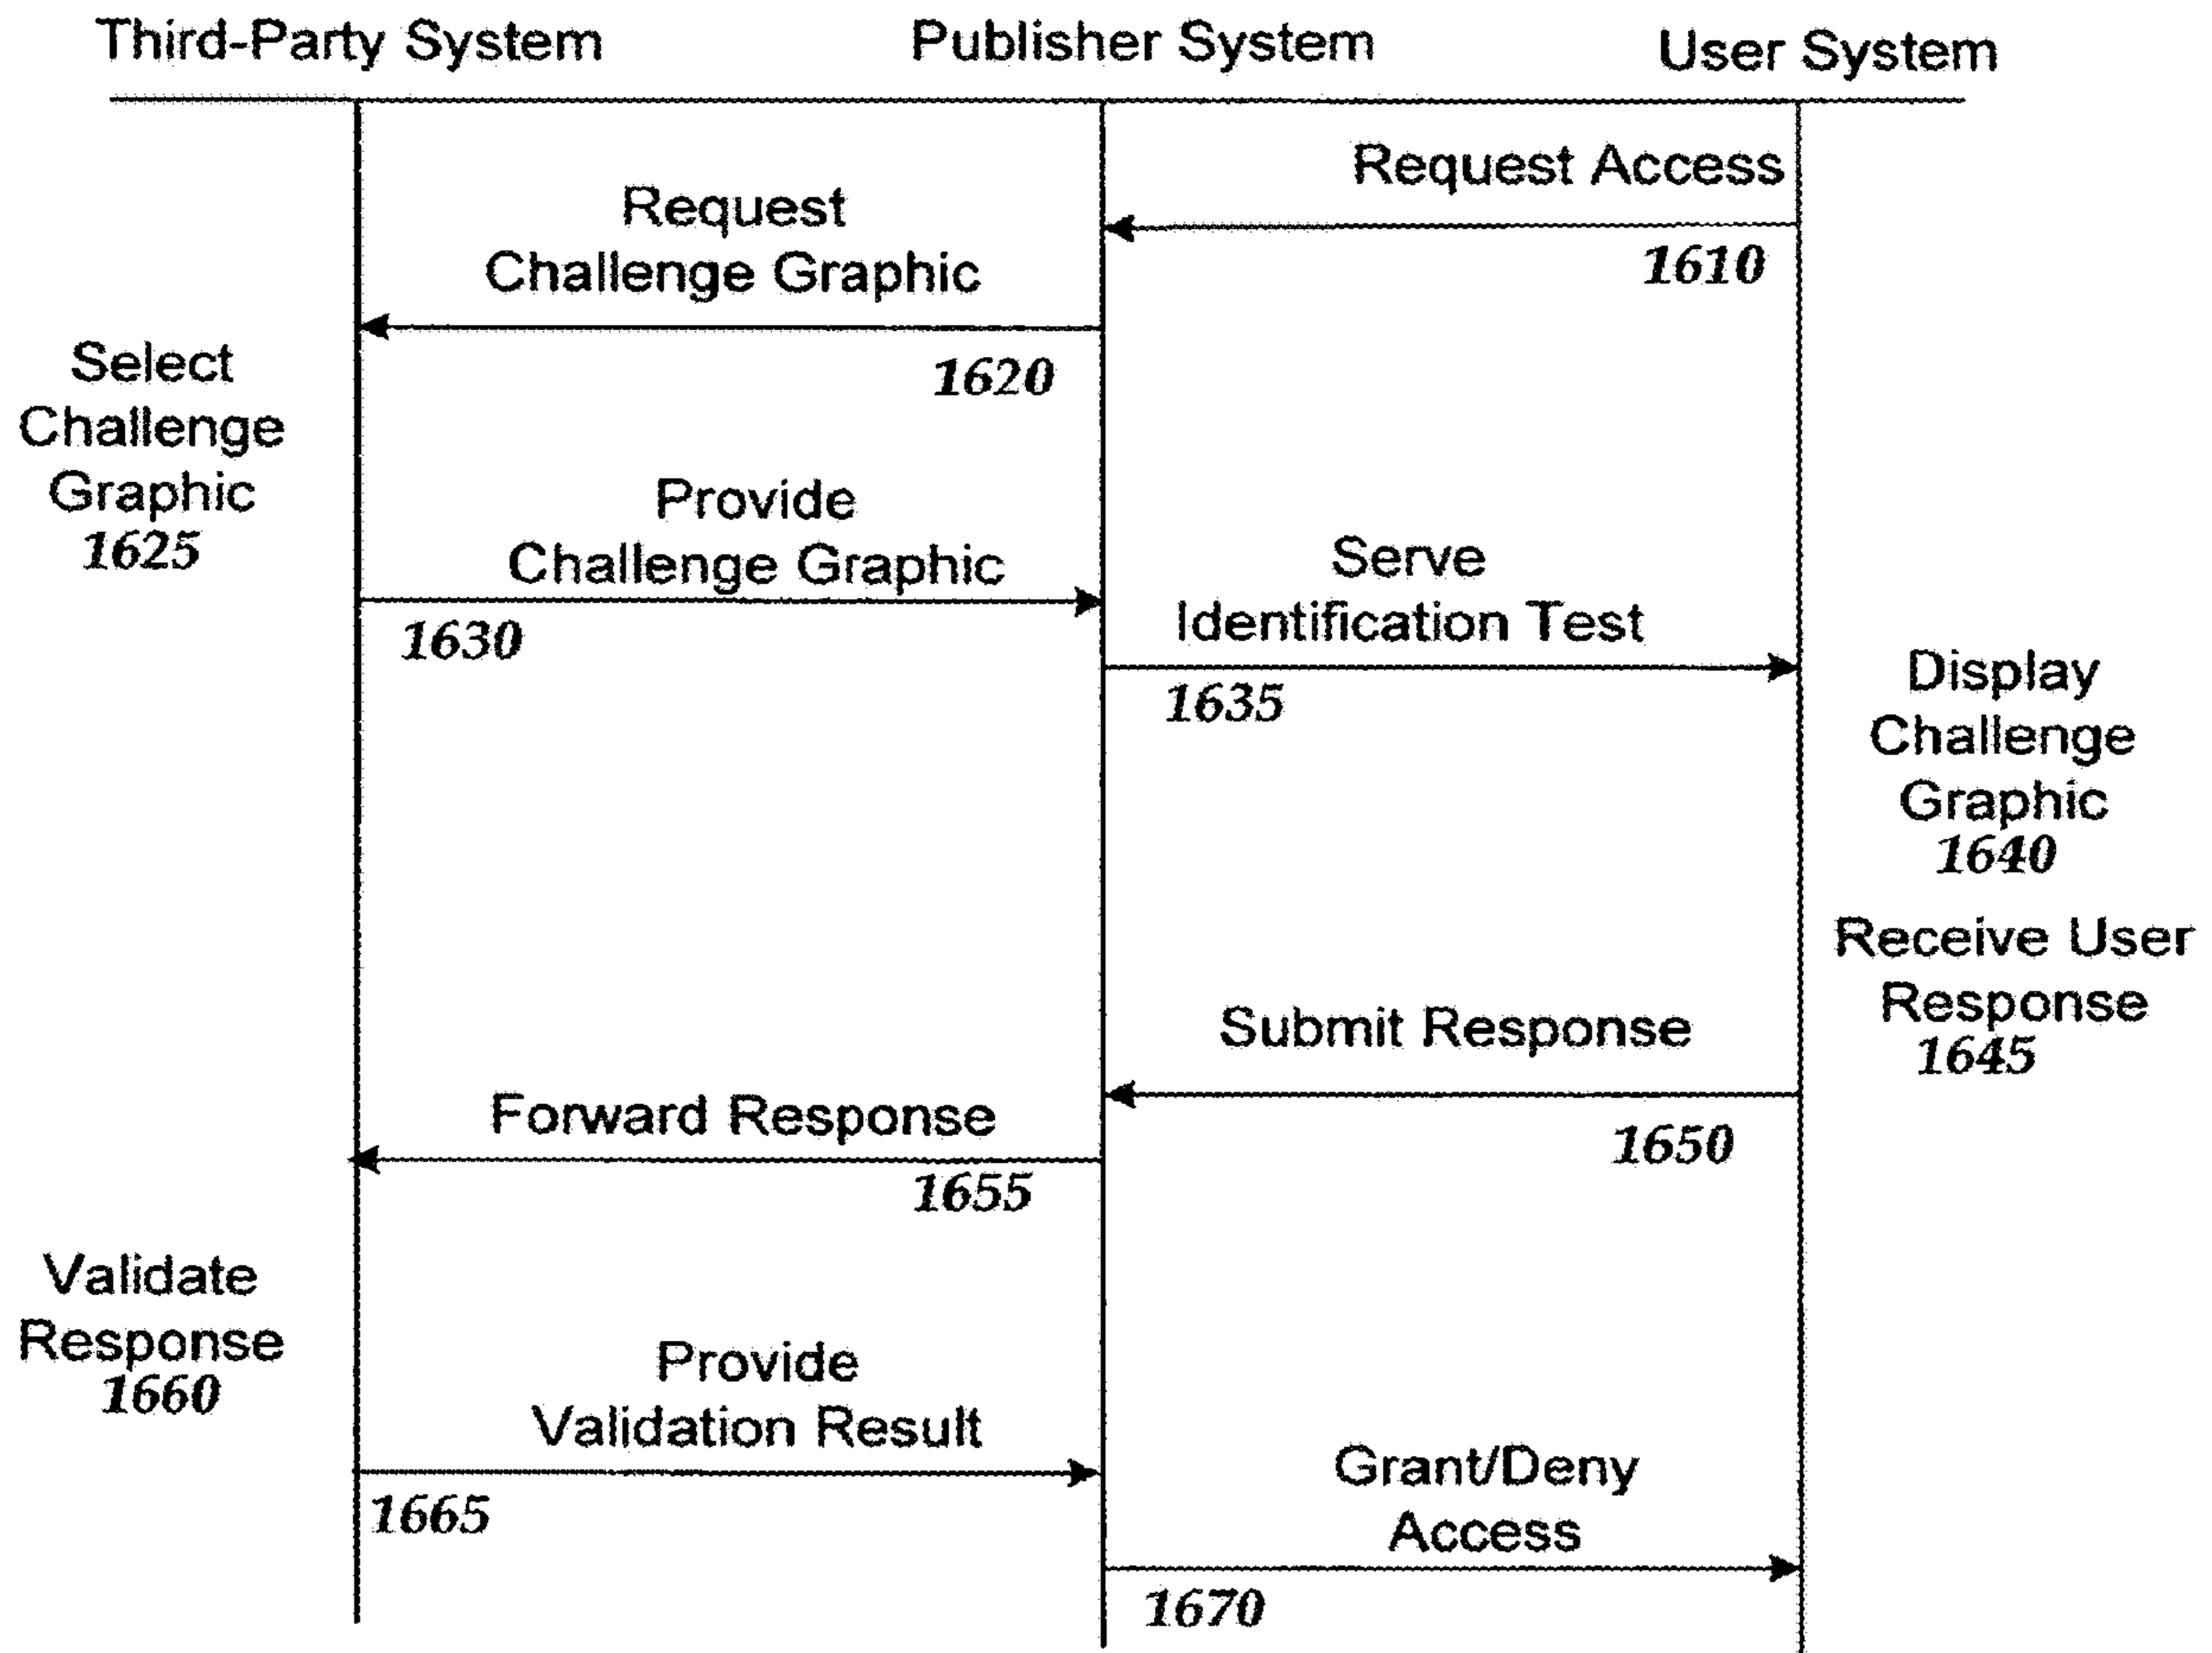 Third-Party System
Publisher System
User System
Request Access
1610
Request
Challenge Graphic
1620
Select
Challenge
Graphic
1625
Provide
Challenge Graphic
1630
Serve
Identification Test
1635
Display
Challenge
Graphic
1640
Receive User
Response
1645
Submit Response
1650
Forward Response
1655
Validate
Response
1660
Provide
Validation Result
1665
Grant/Deny
Access
1670